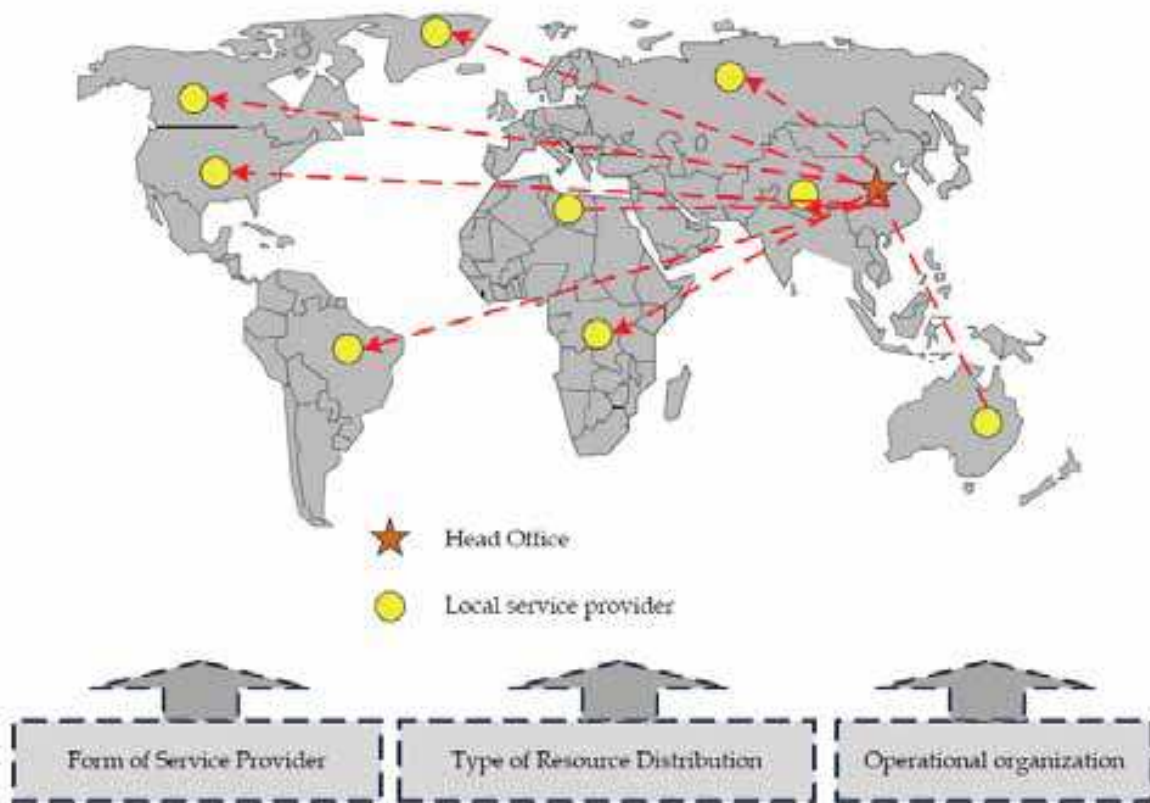 Head Office
Local service provider
Form of Service Provider
Type of Resource Distribution
Operational organization